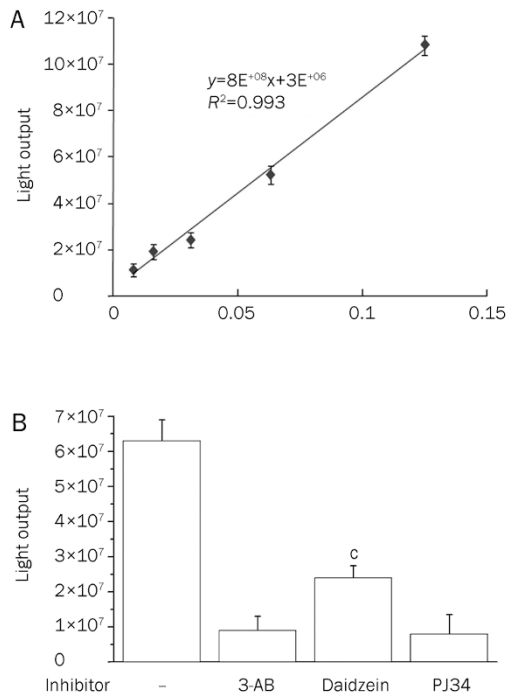 A
12×10⁷
10×10⁷
8×10⁷
6×10⁷
4×10⁷
2×10⁷
0
Light output
y=8E⁺⁰⁸x+3E⁺⁰⁶
R²=0.993
0 0.05 0.1 0.15
B
7×10⁷
6×10⁷
5×10⁷
4×10⁷
3×10⁷
2×10⁷
1×10⁷
0
Light output
c
Inhibitor – 3-AB Daidzein PJ34